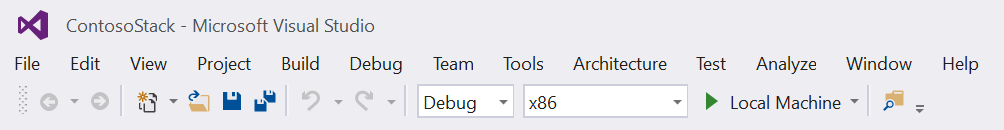 ContosoStack - Microsoft Visual Studio
File Edit View Project Build Debug Team Tools Architecture Test Analyze Window Help
Debug x86 Local Machine